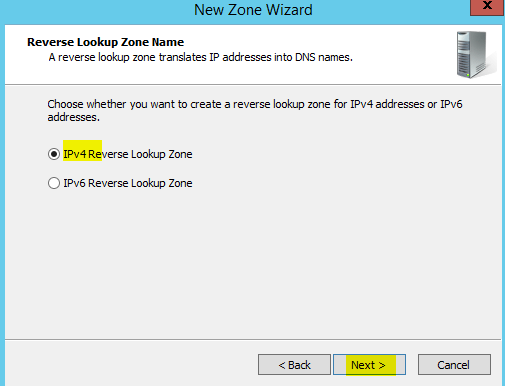 New Zone Wizard
x
Reverse Lookup Zone Name
A reverse lookup zone translates IP addresses into DNS names.
Choose whether you want to create a reverse lookup zone for IPv4 addresses or IPv6
addresses.
IPv4 Reverse Lookup Zone
IPv6 Reverse Lookup Zone
< Back
Next >
Cancel